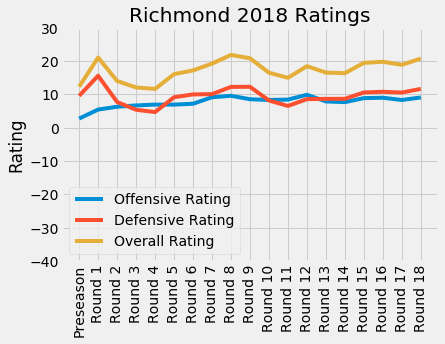 Richmond 2018 Ratings
Rating
30
20
10
0
−10
−20
−30
−40
Offensive Rating
Defensive Rating
Overall Rating
Preseason
Round 1
Round 2
Round 3
Round 4
Round 5
Round 6
Round 7
Round 8
Round 9
Round 10
Round 11
Round 12
Round 13
Round 14
Round 15
Round 16
Round 17
Round 18